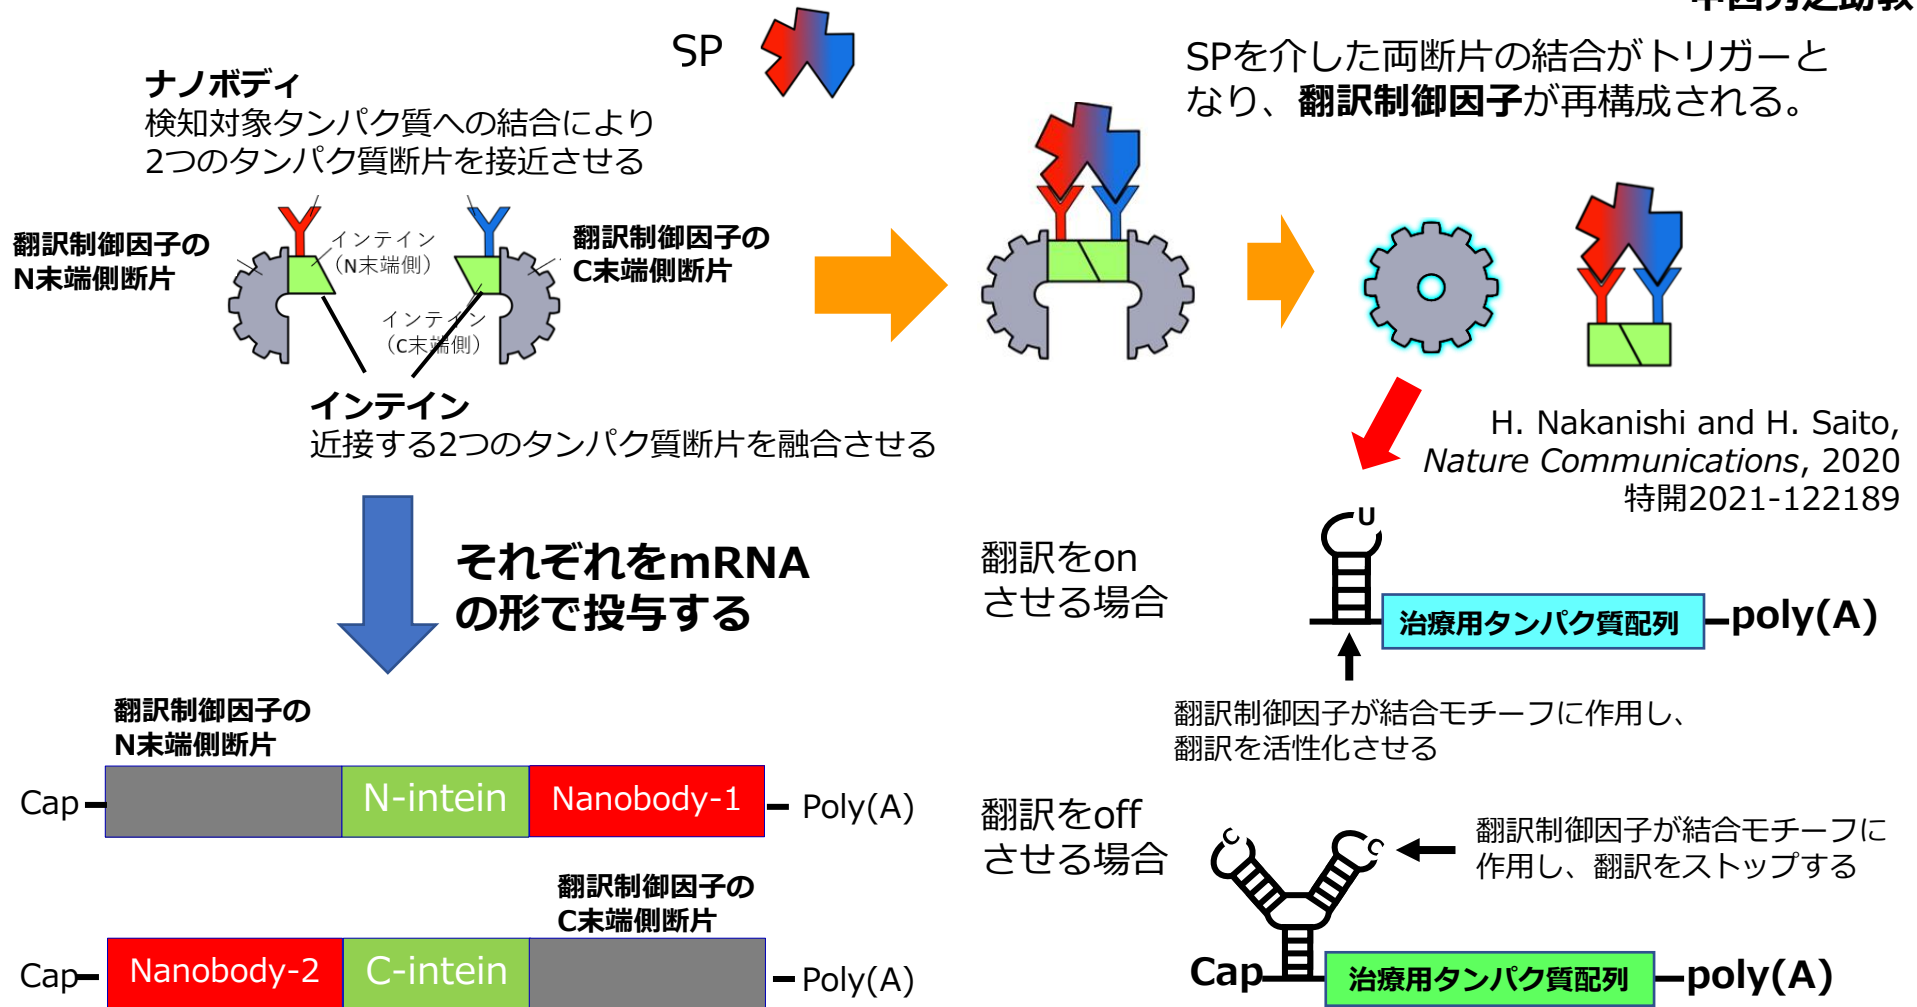 SP
SPを介した両断片の結合がトリガーと
なり、翻訳制御因子が再構成される。
ナノボディ
検知対象タンパク質への結合により
2つのタンパク質断片を接近させる
翻訳制御因子の
N末端側断片
インテイン
（N末端側）
インテイン
（C末端側）
翻訳制御因子の
C末端側断片
インテイン
近接する2つのタンパク質断片を融合させる
H. Nakanishi and H. Saito,
Nature Communications, 2020
特開2021-122189
それぞれをmRNA
の形で投与する
翻訳をon
させる場合
U
治療用タンパク質配列
poly(A)
翻訳制御因子が結合モチーフに作用し、
翻訳を活性化させる
翻訳制御因子の
N末端側断片
Cap
N-intein
Nanobody-1
Poly(A)
翻訳をoff
させる場合
C
C
翻訳制御因子が結合モチーフに
作用し、翻訳をストップする
翻訳制御因子の
C末端側断片
Cap
Nanobody-2
C-intein
Poly(A)
Cap
治療用タンパク質配列
poly(A)